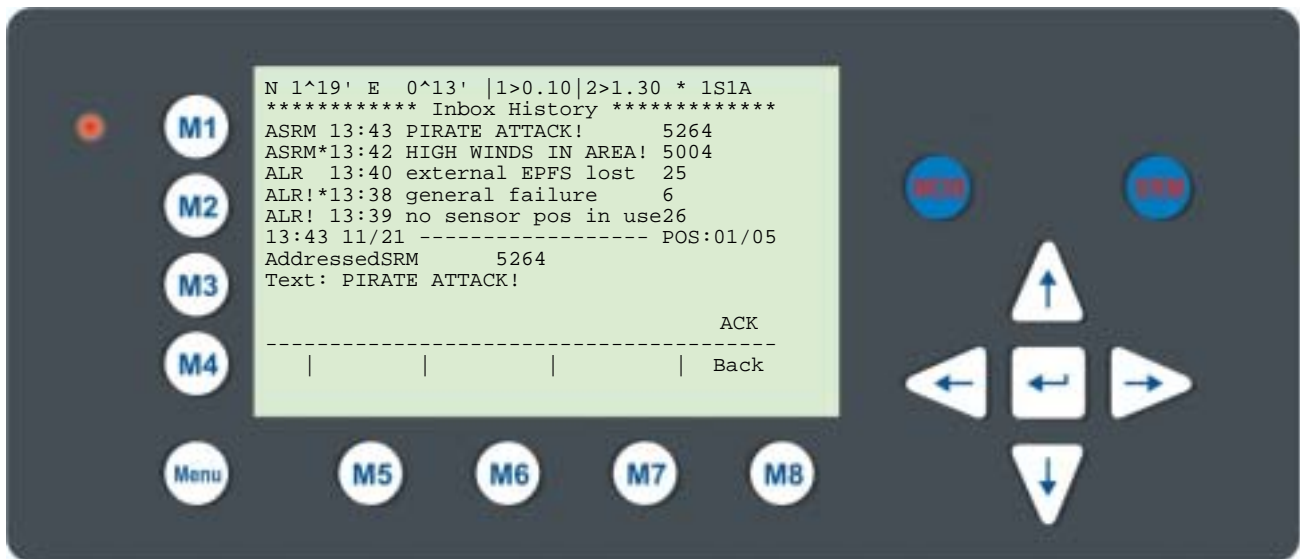 N 1^19' E  0^13' |1>0.10|2>1.30 * 1S1A
************ Inbox History *************
ASRM 13:43 PIRATE ATTACK!      5264
ASRM*13:42 HIGH WINDS IN AREA! 5004
ALR  13:40 external EPFS lost  25
ALR!*13:38 general failure     6
ALR! 13:39 no sensor pos in use26
13:43 11/21 ------------------ POS:01/05
AddressedSRM      5264
Text: PIRATE ATTACK!
ACK
----------------------------------------
|        |         |         |  Back
M1
M2
M3
M4
Menu
M5
M6
M7
M8
SRM